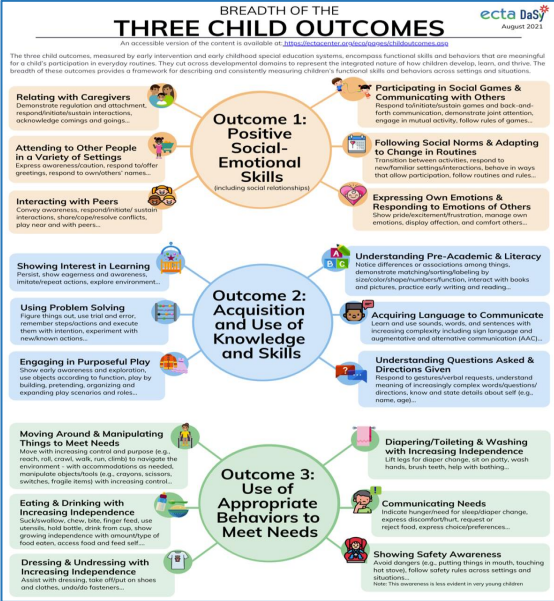 BREADTH OF THE
THREE CHILD OUTCOMES
ecta DaSy
August 2021
An accessible version of the content is available at: https://ectacenter.org/eco/pages/childoutcomes.asp
The three child outcomes, measured by early intervention and early childhood special education systems, encompass functional skills and behaviors that are meaningful
for a child's participation in everyday routines. They cut across developmental domains to represent the integrated nature of how children develop, learn, and thrive. The
breadth of these outcomes provides a framework for describing and consistently measuring children's functional skills and behaviors across settings and situations.
Relating with Caregivers
Demonstrate regulation and attachment,
respond/initiate/sustain interactions,
acknowledge comings and goings...
Attending to Other People
in a Variety of Settings
Express awareness/caution, respond to/offer
greetings, respond to own/others' names...
Interacting with Peers
Convey awareness, respond/initiate/ sustain
interactions, share/cope/resolve conflicts,
play near and with peers...
Outcome 1:
Positive
Social-
Emotional
Skills
(including social relationships)
Participating in Social Games &
Communicating with Others
Respond to/initiate/sustain games and back-and-
forth communication, demonstrate joint attention,
engage in mutual activity, follow rules of games...
Following Social Norms & Adapting
to Change in Routines
Transition between activities, respond to
new/familiar settings/interactions, behave in ways
that allow participation, follow routines and rules...
Expressing Own Emotions &
Responding to Emotions of Others
Show pride/excitement/frustration, manage own
emotions, display affection, and comfort others...
Showing Interest in Learning
Persist, show eagerness and awareness,
imitate/repeat actions, explore environment...
Using Problem Solving
Figure things out, use trial and error,
remember steps/actions and execute
them with intention, experiment with
new/known actions...
Engaging in Purposeful Play
Show early awareness and exploration,
use objects according to function, play by
building, pretending, organizing and
expanding play scenarios and roles...
Outcome 2:
Acquisition
and Use of
Knowledge
and Skills
A
B C
Understanding Pre-Academic & Literacy
Notice differences or associations among things,
demonstrate matching/sorting/labeling by
size/color/shape/numbers/function, interact with books
and pictures, practice early writing and reading...
Acquiring Language to Communicate
Learn and use sounds, words, and sentences with
increasing complexity including sign language and
augmentative and alternative communication (AAC)...
Understanding Questions Asked &
Directions Given
Respond to gestures/verbal requests, understand
meaning of increasingly complex words/questions/
directions, know and state details about self (e.g.,
name, age)...
Moving Around & Manipulating
Things to Meet Needs
Move with increasing control and purpose (e.g.,
reach, roll, crawl, walk, run, climb) to navigate the
environment - with accommodations as needed,
manipulate objects/tools (e.g., crayons, scissors,
switches, fragile items) with increasing control...
Eating & Drinking with
Increasing Independence
Suck/swallow, chew, bite, finger feed, use
utensils, hold bottle, drink from cup, show
growing independence with amount/type of
food eaten, access food and feed self....
Dressing & Undressing with
Increasing Independence
Assist with dressing, take off/put on shoes
and clothes, undo/do fasteners...
Outcome 3:
Use of
Appropriate
Behaviors to
Meet Needs
Diapering/Toileting & Washing
with Increasing Independence
Lift legs for diaper change, sit on potty, wash
hands, brush teeth, help with bathing...
Communicating Needs
Indicate hunger/need for sleep/diaper change,
express discomfort/hurt, request or
reject food, express choice/preferences...
Showing Safety Awareness
Avoid dangers (e.g., putting things in mouth, touching
hot stove), follow safety rules across settings and
situations...
Note: This awareness is less evident in very young children